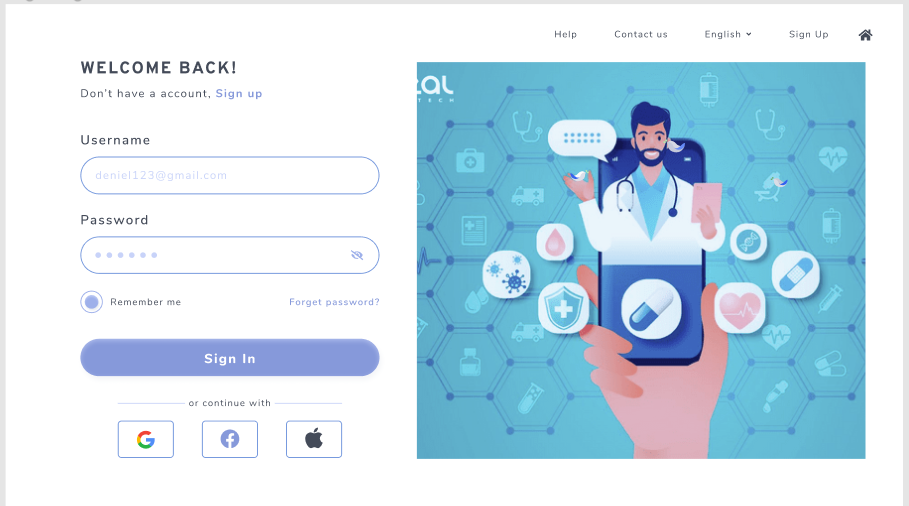 Help
Contact us
English
Sign Up
WELCOME BACK!
Don't have a account, Sign up
Username
deniel123@gmail.com
Password
Remember me
Forget password?
Sign In
or continue with
TECH